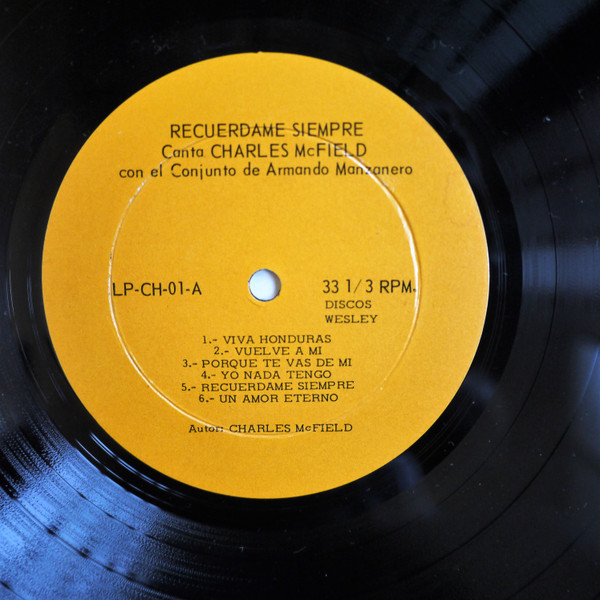 RECUERDAME SIEMPRE
Canta CHARLES McFIELD
con el Conjunto de Armando Manzanero
LP-CH-01-A
33 1/3 RPM.
DISCOS
WESLEY
1.- VIVA HONDURAS
2.- VUELVE A MI
3.- PORQUE TE VAS DE MI
4.- YO NADA TENGO
5.- RECUERDAME SIEMPRE
6.- UN AMOR ETERNO
Autor: CHARLES McFIELD